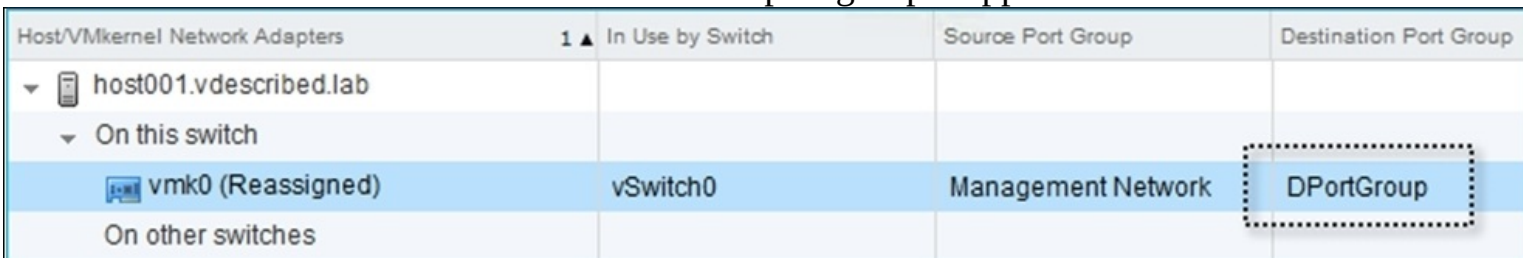 Host/VMkernel Network Adapters 1 ▲ In Use by Switch Source Port Group Destination Port Group
host001.vdescribed.lab
On this switch
vmk0 (Reassigned) vSwitch0 Management Network DPortGroup
On other switches